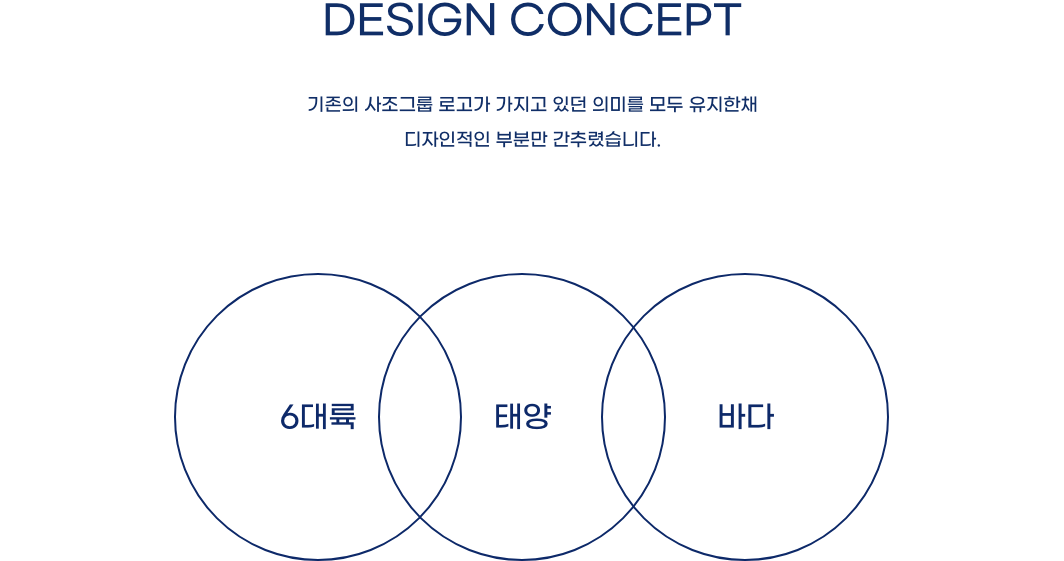 DESIGN CONCEPT
기존의 사조그룹 로고가 가지고 있던 의미를 모두 유지한채
디자인적인 부분만 간추렸습니다.
6대륙
태양
바다